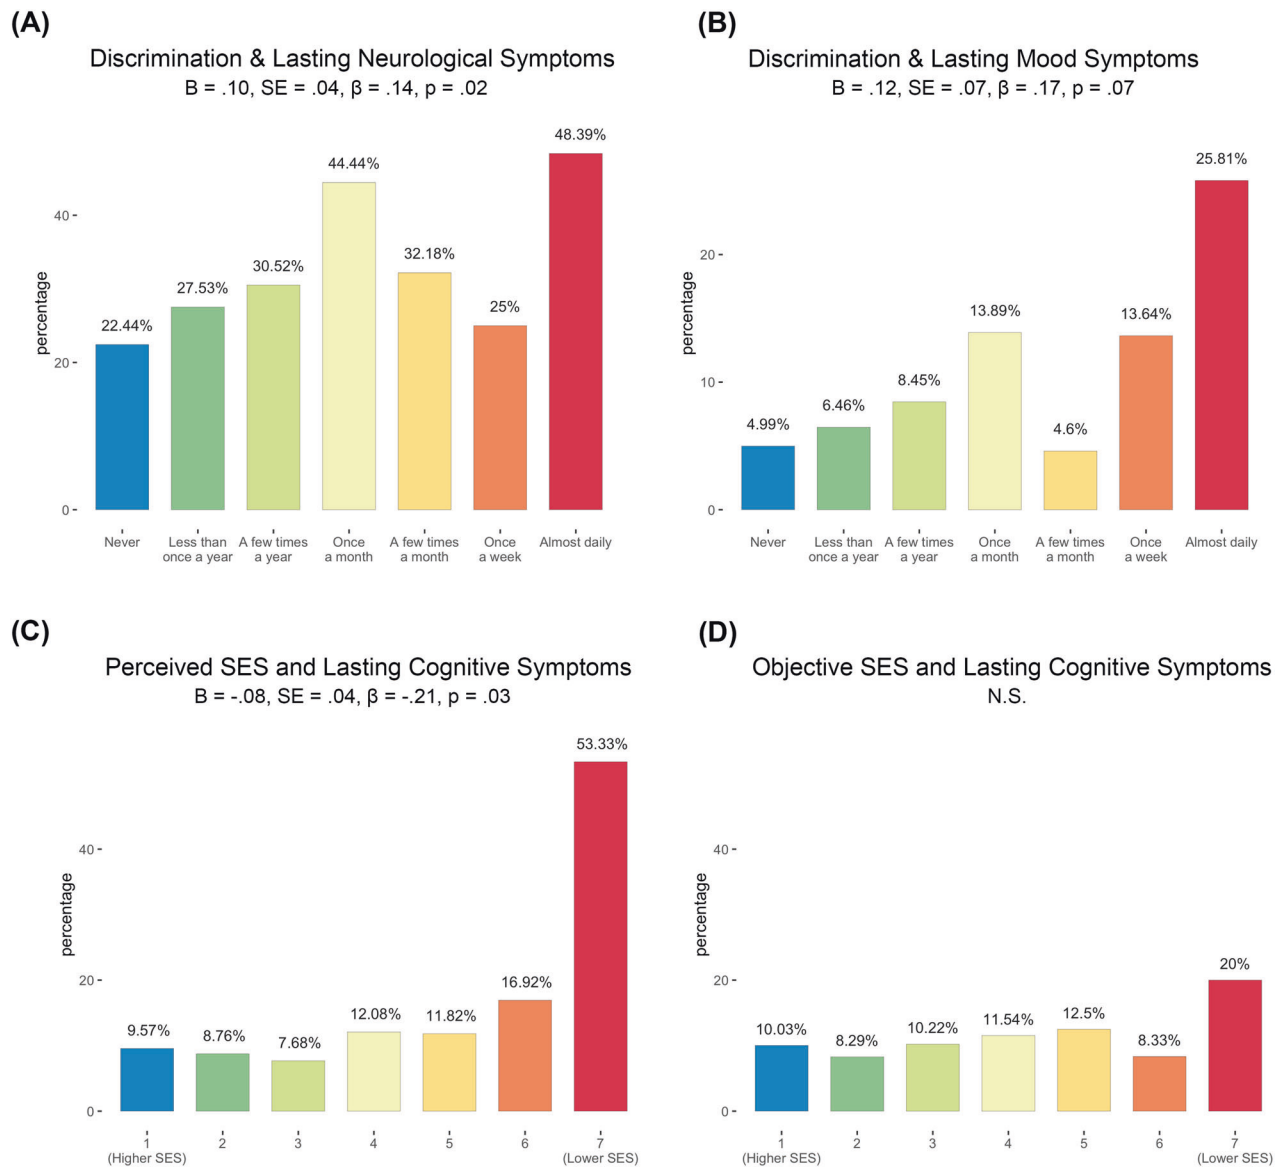 (A)
Discrimination & Lasting Neurological Symptoms
B = .10, SE = .04, β = .14, p = .02
percentage
40
20
0
22.44%
27.53%
30.52%
44.44%
32.18%
25%
48.39%
Never
Less than
once a year
A few times
a year
Once
a month
A few times
a month
Once
a week
Almost daily
(B)
Discrimination & Lasting Mood Symptoms
B = .12, SE = .07, β = .17, p = .07
percentage
20
10
0
4.99%
6.46%
8.45%
13.89%
4.6%
13.64%
25.81%
Never
Less than
once a year
A few times
a year
Once
a month
A few times
a month
Once
a week
Almost daily
(C)
Perceived SES and Lasting Cognitive Symptoms
B = -.08, SE = .04, β = -.21, p = .03
percentage
40
20
0
9.57%
8.76%
7.68%
12.08%
11.82%
16.92%
53.33%
1
(Higher SES)
2
3
4
5
6
7
(Lower SES)
(D)
Objective SES and Lasting Cognitive Symptoms
N.S.
percentage
40
20
0
10.03%
8.29%
10.22%
11.54%
12.5%
8.33%
20%
1
(Higher SES)
2
3
4
5
6
7
(Lower SES)